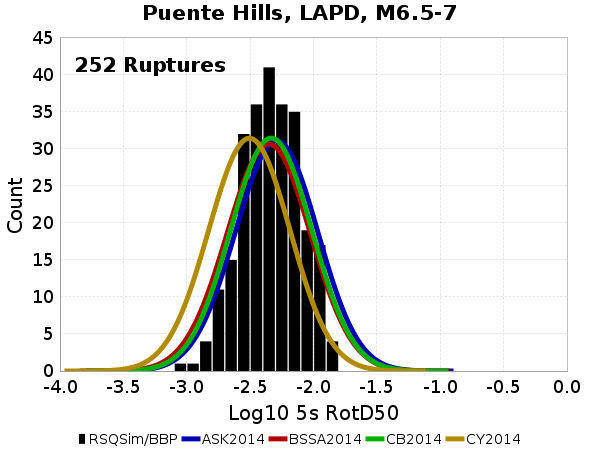 Puente Hills, LAPD, M6.5-7
252 Ruptures
Count
45
40
35
30
25
20
15
10
5
0
-4.0 -3.5 -3.0 -2.5 -2.0 -1.5 -1.0 -0.5 0.0
Log10 5s RotD50
RSQSim/BBP ASK2014 BSSA2014 CB2014 CY2014